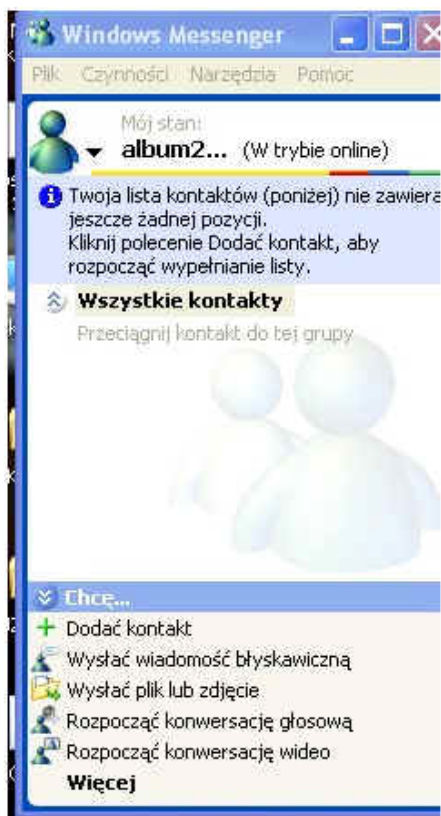 Windows Messenger
Plik Czynności Narzędzia Pomoc
Mój stan:
album2... (W trybie online)
Twoja lista kontaktów (poniżej) nie zawiera
jeszcze żadnej pozycji.
Kliknij polecenie Dodać kontakt, aby
rozpocząć wypełnianie listy.
Wszystkie kontakty
Przeciągnij kontakt do tej grupy
Chcę...
Dodać kontakt
Wysłać wiadomość błyskawiczną
Wysłać plik lub zdjęcie
Rozpocząć konwersację głosową
Rozpocząć konwersację wideo
Więcej